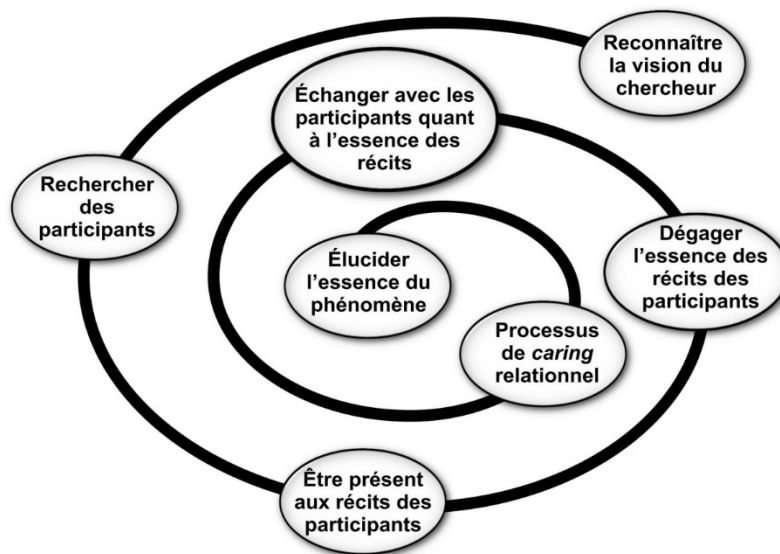 Reconnaître
la vision du
chercheur
Échanger avec les
participants quant
à l’essence des
récits
Rechercher
des
participants
Dégager
l’essence des
récits des
participants
Élucider
l’essence du
phénomène
Processus
de caring
relationnel
Être présent
aux récits des
participants